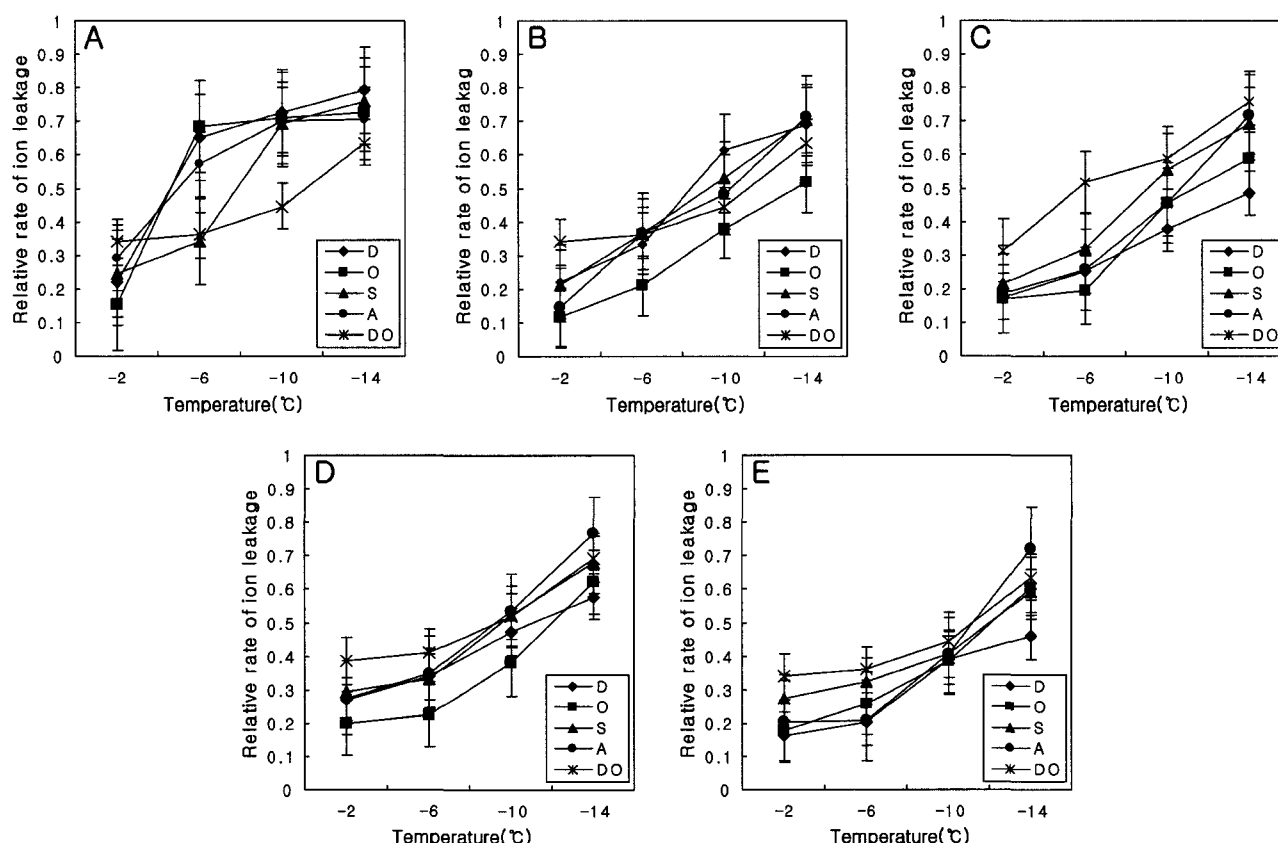 A
Relative rate of ion leakage
1
0.9
0.8
0.7
0.6
0.5
0.4
0.3
0.2
0.1
0
D
O
S
A
DO
-2
-6
-10
-14
Temperature(℃)
B
Relative rate of ion leakage
1
0.9
0.8
0.7
0.6
0.5
0.4
0.3
0.2
0.1
0
D
O
S
A
DO
-2
-6
-10
-14
Temperature(℃)
C
Relative rate of ion leakag
1
0.9
0.8
0.7
0.6
0.5
0.4
0.3
0.2
0.1
0
D
O
S
A
DO
-2
-6
-10
-14
Temperature(℃)
D
Relative rate of ion leakage
1
0.9
0.8
0.7
0.6
0.5
0.4
0.3
0.2
0.1
0
D
O
S
A
DO
-2
-6
-10
-14
Temperature(℃)
E
Relative rate of ion leakage
1
0.9
0.8
0.7
0.6
0.5
0.4
0.3
0.2
0.1
0
D
O
S
A
DO
-2
-6
-10
-14
Temperature(℃)